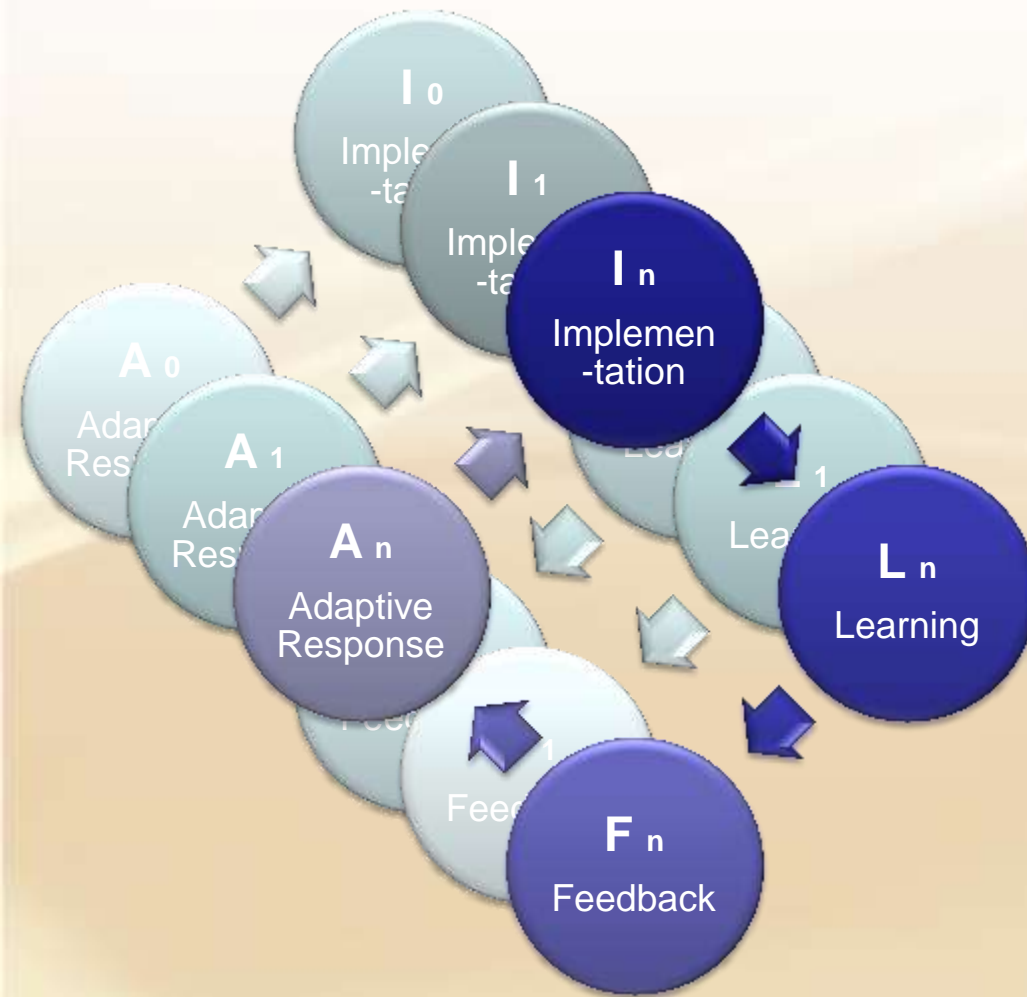 I 0
Imple
-ta
I 1
Implem
-ta
I n
Implemen
-tation
A 0
Adap
Res
A 1
Adap
Res
A n
Adaptive
Response
Lea
1
Lea
L n
Learning
Feed
1
Feed
F n
Feedback